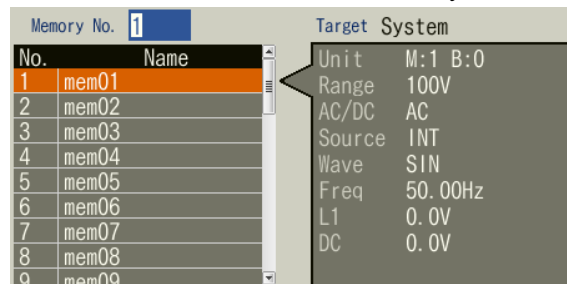 Memory No. 1
No. Name
1 mem01
2 mem02
3 mem03
4 mem04
5 mem05
6 mem06
7 mem07
8 mem08
9 mem09
Target System
Unit M:1 B:0
Range 100V
AC/DC AC
Source INT
Wave SIN
Freq 50.00Hz
L1 0.0V
DC 0.0V